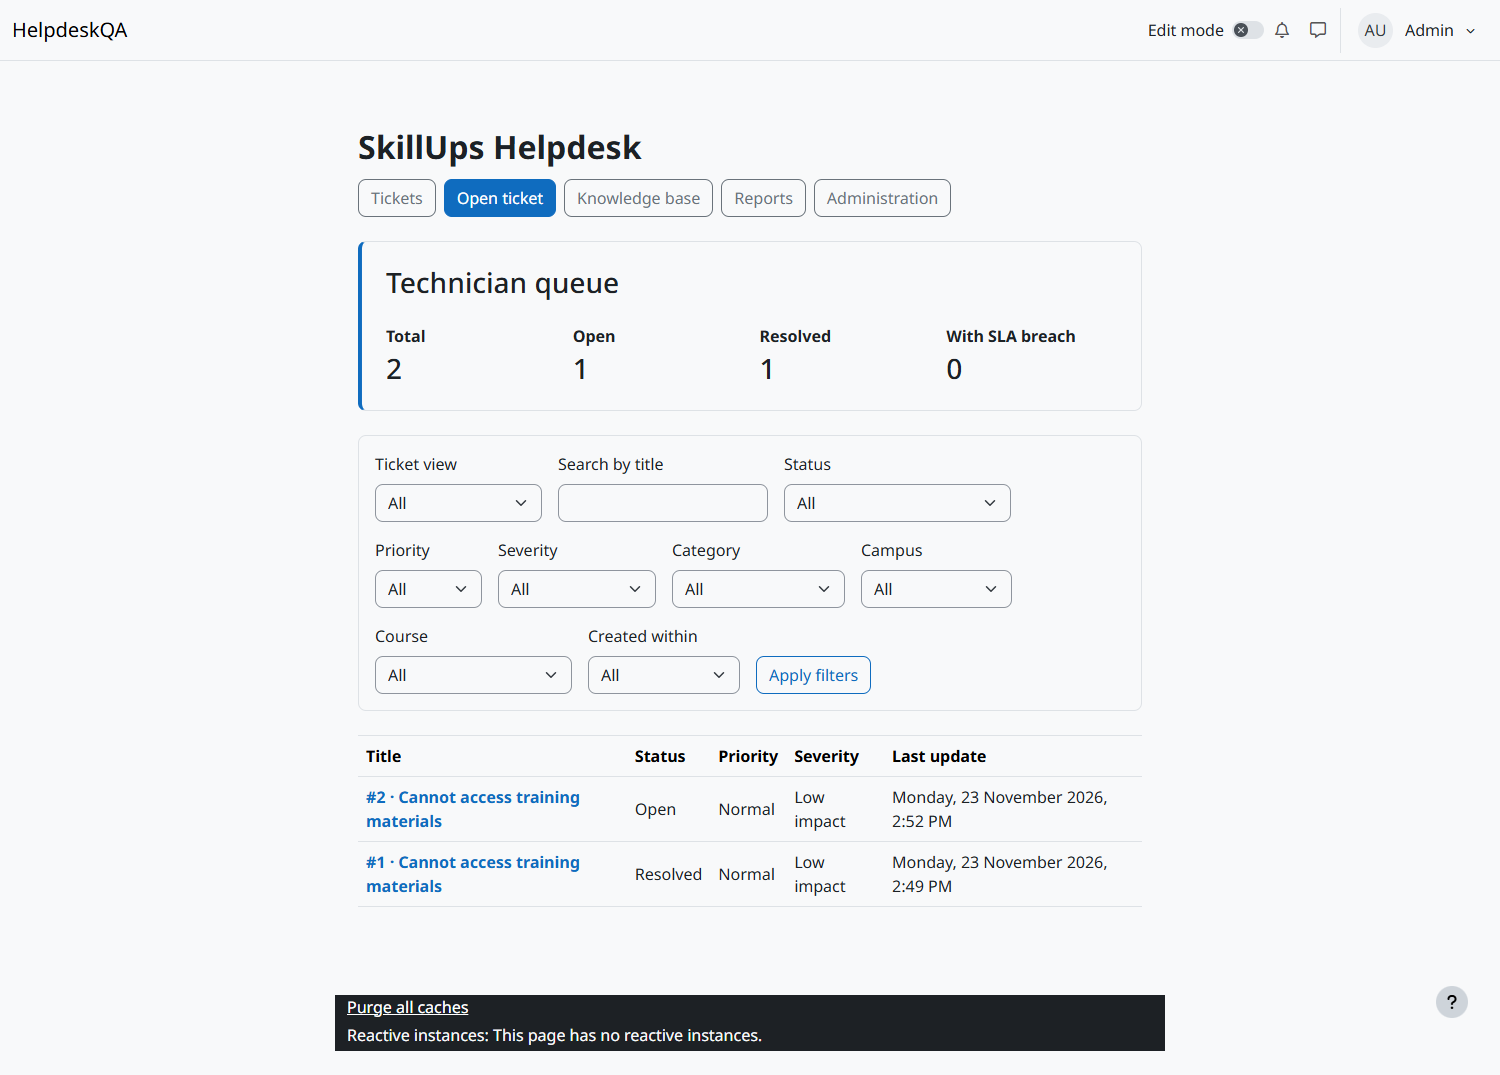 HelpdeskQA
Edit mode
AU
Admin
SkillUps Helpdesk
Tickets
Open ticket
Knowledge base
Reports
Administration
Technician queue
Total
Open
Resolved
With SLA breach
2
1
1
0
Ticket view
Search by title
Status
All
All
Priority
Severity
Category
Campus
All
All
All
All
Course
Created within
All
All
Apply filters
Title
Status
Priority
Severity
Last update
#2 · Cannot access training
materials
Open
Normal
Low
impact
Monday, 23 November 2026,
2:52 PM
#1 · Cannot access training
materials
Resolved
Normal
Low
impact
Monday, 23 November 2026,
2:49 PM
Purge all caches
Reactive instances: This page has no reactive instances.
?